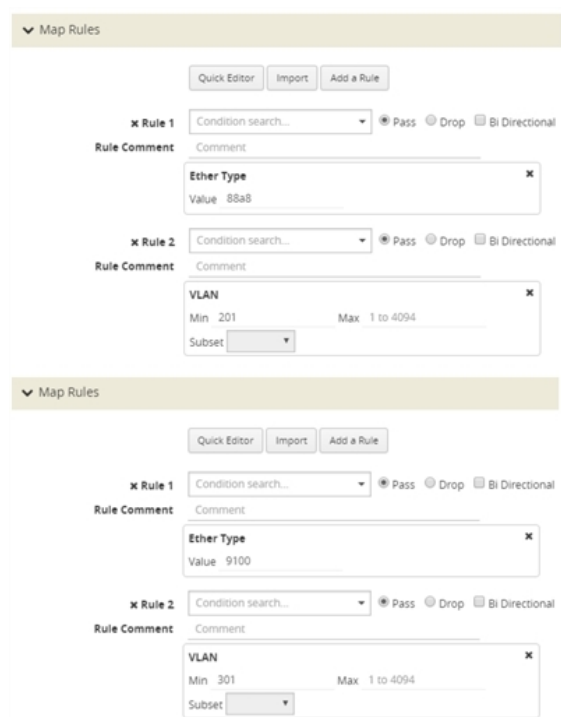 Map Rules
Quick Editor Import Add a Rule
x Rule 1 Condition search... Pass Drop Bi Directional
Rule Comment Comment
Ether Type x
Value 88a8
x Rule 2 Condition search... Pass Drop Bi Directional
Rule Comment Comment
VLAN x
Min 201 Max 1 to 4094
Subset
Map Rules
Quick Editor Import Add a Rule
x Rule 1 Condition search... Pass Drop Bi Directional
Rule Comment Comment
Ether Type x
Value 9100
x Rule 2 Condition search... Pass Drop Bi Directional
Rule Comment Comment
VLAN x
Min 301 Max 1 to 4094
Subset